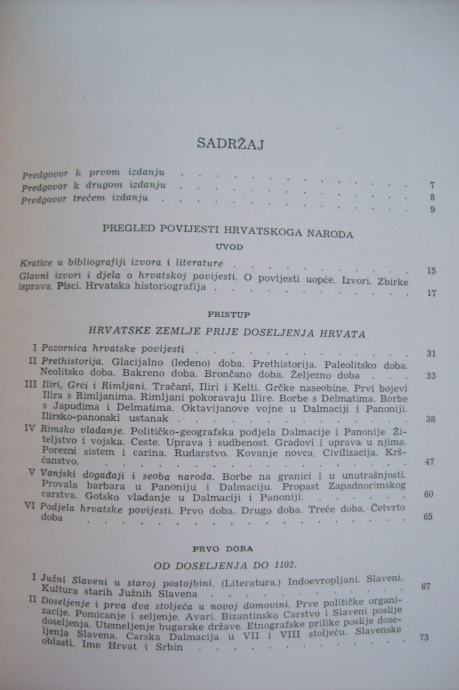 SADRŽAJ
Predgovor k prvom izdanju . . . . . . . . . . 7
Predgovor k drugom izdanju . . . . . . . . . . 8
Predgovor trećem izdanju . . . . . . . . . . 9
PREGLED POVIJESTI HRVATSKOGA NARODA
UVOD
Kratice u bibliografiji izvora i literature . . . . . . . . . 15
Glavni izvori i djela o hrvatskoj povijesti. O povijesti uopće. Izvori. Zbirke
isprava. Pisci. Hrvatska historiografija . . . . . . . . . 17
PRISTUP
HRVATSKE ZEMLJE PRIJE DOSELJENJA HRVATA
I Pozornica hrvatske povijesti . . . . . . . . . . 31
II Prethistorija. Glacijalno (ledeno) doba. Prethistorija. Paleolitsko doba.
Neolitsko doba. Bakreno doba. Brončano doba. Željezno doba . . . 33
III Iliri, Grci i Rimljani, Tračani, Iliri i Kelti. Grčke naseobine. Prvi bojevi
Ilira s Rimljanima. Rimljani pokoravaju Ilire. Borbe s Delmatima. Borbe
s Japudima i Delmatima. Oktavijanove vojne u Dalmaciji i Panoniji.
Ilirsko-panonski ustanak . . . . . . . . . . 38
IV Rimsko vladanje. Političko-geografska podjela Dalmacije i Panonije. Ži-
teljstvo i vojska. Ceste. Uprava i sudbenost. Gradovi i uprava u njima.
Porezni sistem i carina. Rudarstvo. Kovanje novca. Civilizacija. Krš-
ćanstvo. . . . . . . . . . . 47
V Vanjski događaji i seoba naroda. Borbe na granici i u unutrašnjosti.
Provala barbara u Panoniju i Dalmaciju. Propast Zapadnorimskog
carstva. Gotsko vladanje u Dalmaciji i Panoniji. . . . . . 60
VI Podjela hrvatske povijesti. Prvo doba. Drugo doba. Treće doba. Četvrto
doba . . . . . . . . . . 65
PRVO DOBA
OD DOSELJENJA DO 1102.
I Južni Slaveni u staroj postojbini. (Literatura.) Indoevropljani. Slaveni.
Kultura starih Južnih Slavena . . . . . . . . . 67
II Doseljenje i prva dva stoljeća u novoj domovini. Prve političke organi-
zacije. Pomicanje i seljenje. Avari. Bizantinsko Carstvo i Slaveni poslije
doseljenja. Utemeljenje bugarske države. Etnografske prilike poslije dose-
ljenja Slavena. Carska Dalmacija u VII i VIII stoljeću. Slavenske
oblasti. Ime Hrvat i Srbin . . . . . . . . . 73